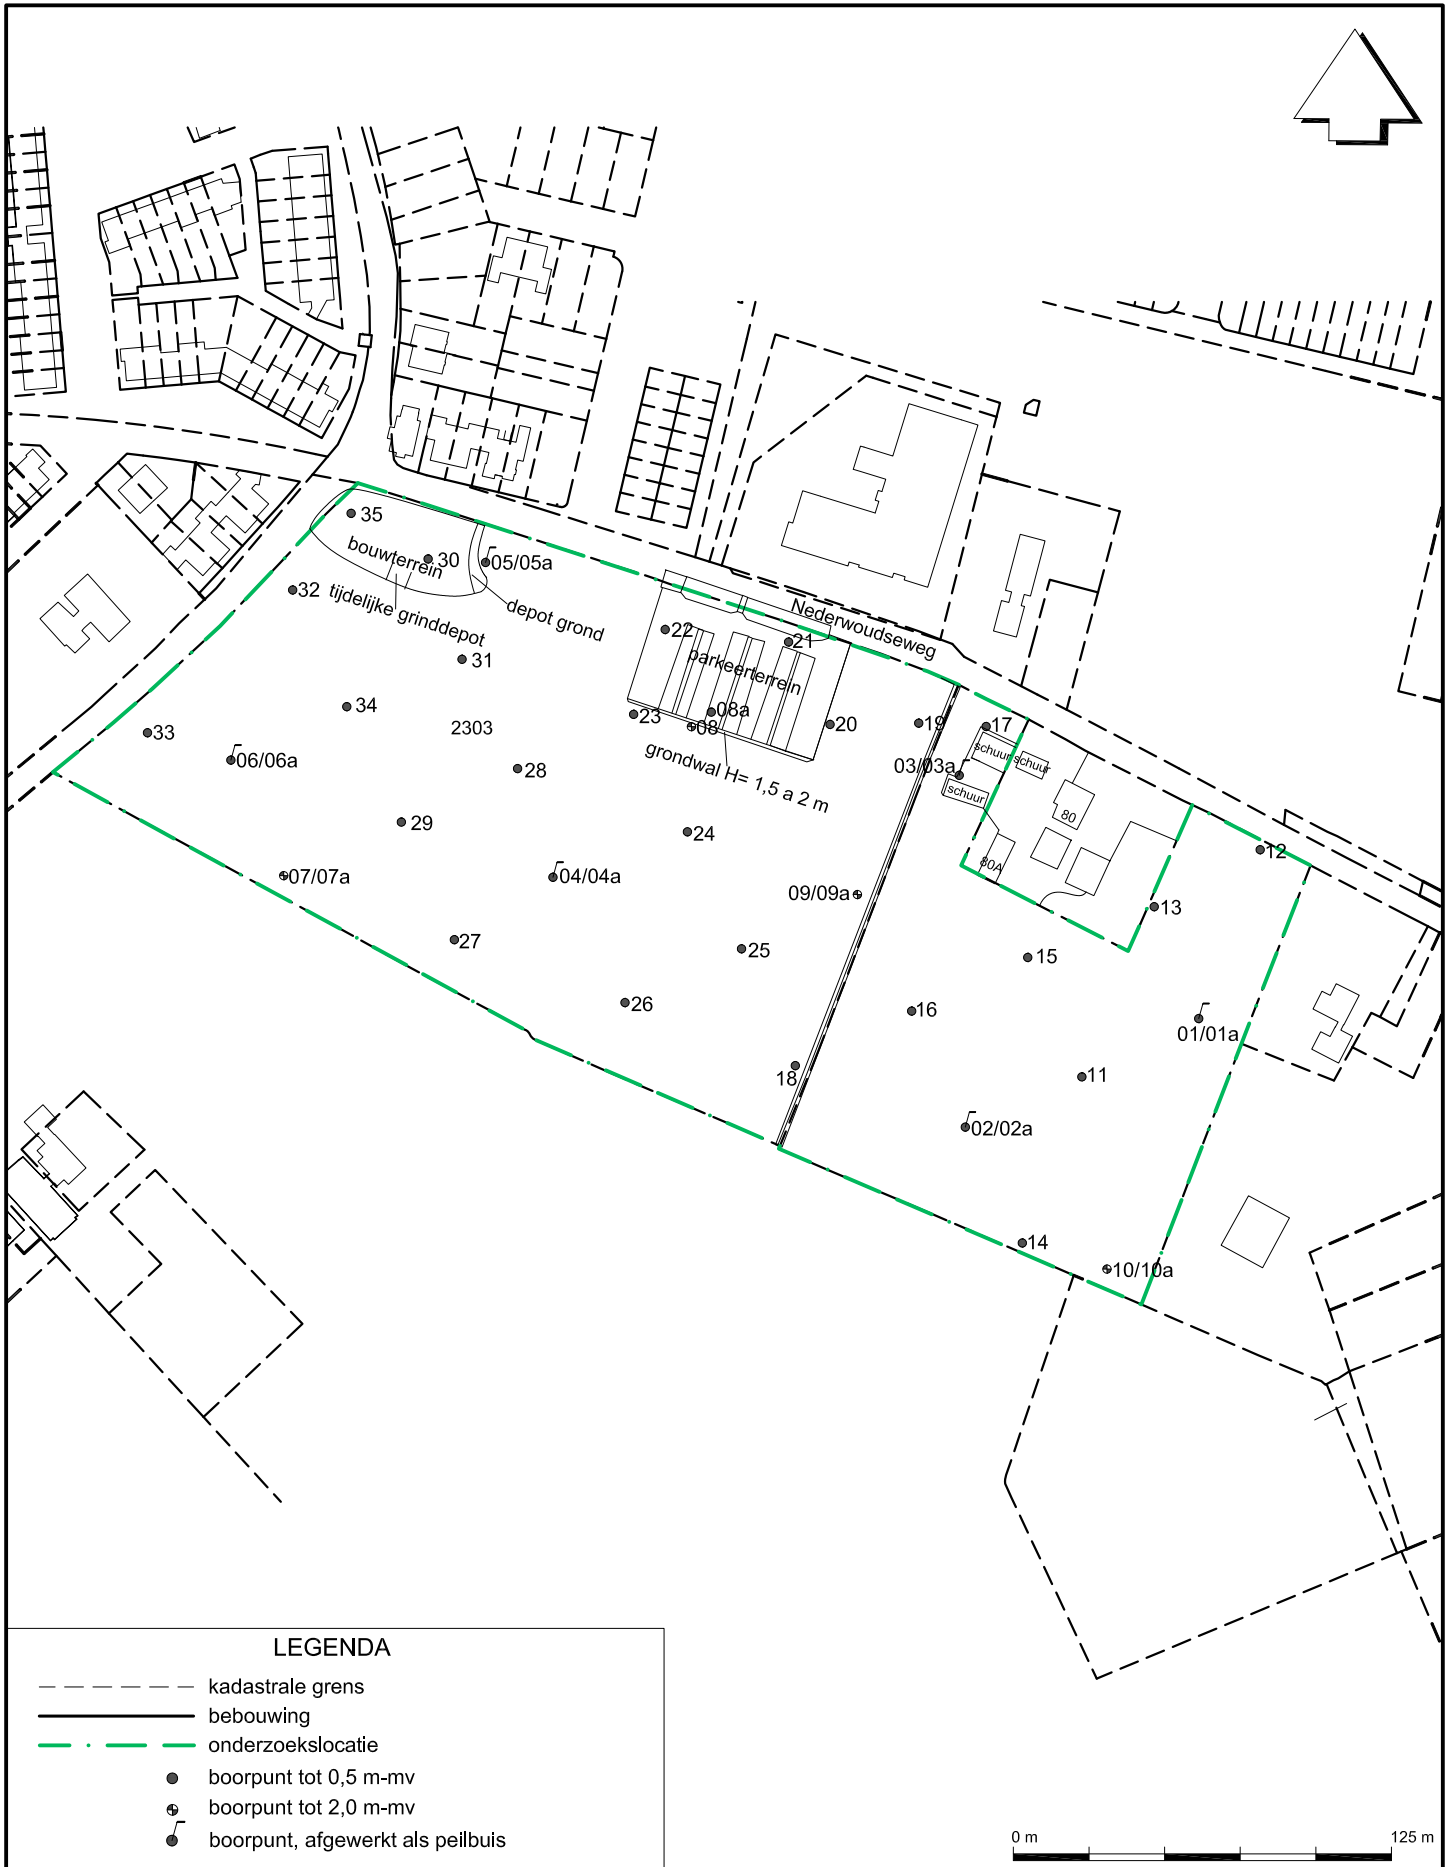 35
bouwterrein
30
05/05a
32
tijdelijke grinddepot
depot grond
Nederwoudseweg
22
21
31
parkeerterrein
34
2303
23
08a
08
20
19
17
33
06/06a
schuur
schuur
03/03a
28
grondwal H= 1,5 a 2 m
schuur
80
29
24
12
80A
07/07a
04/04a
09/09a
13
27
25
15
26
16
01/01a
18
11
02/02a
14
10/10a
LEGENDA
kadastrale grens
bebouwing
onderzoekslocatie
boorpunt tot 0,5 m-mv
boorpunt tot 2,0 m-mv
boorpunt, afgewerkt als peilbuis
0 m
125 m